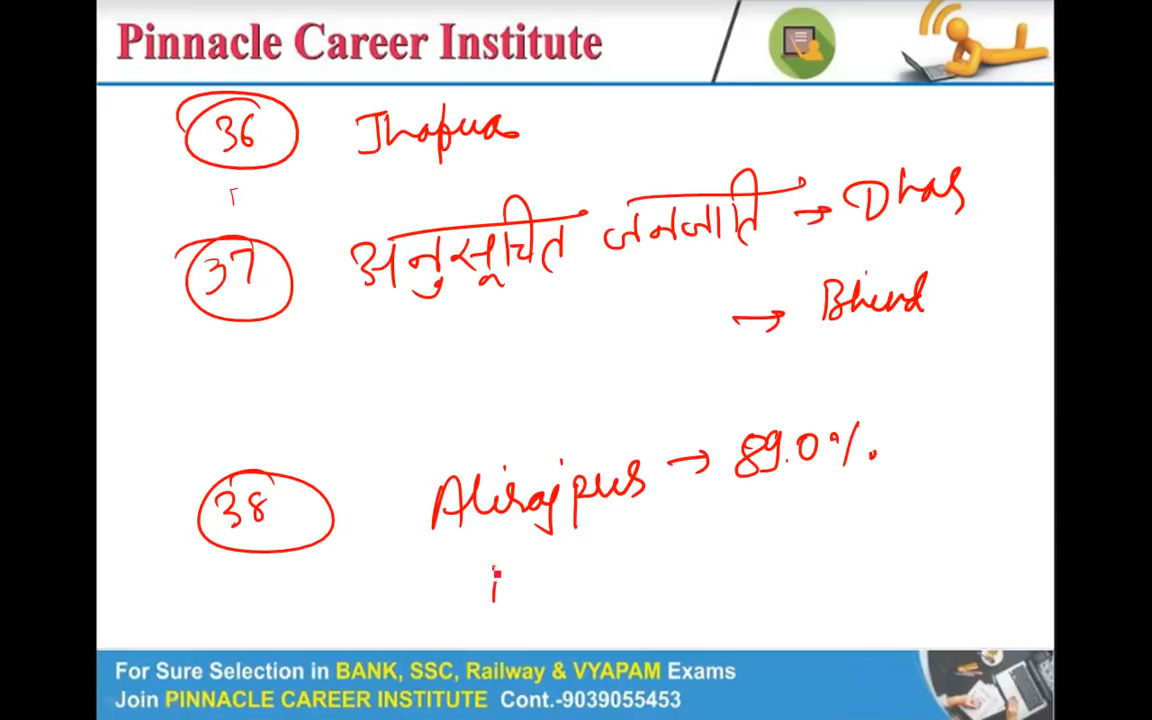 Pinnacle Career Institute
36 Jhabua
37 अनुसूचित जनजाति → Dhar
→ Bhind
38 Alirajpur → 89.0%.
For Sure Selection in BANK, SSC, Railway & VYAPAM Exams
Join PINNACLE CAREER INSTITUTE Cont.-9039055453